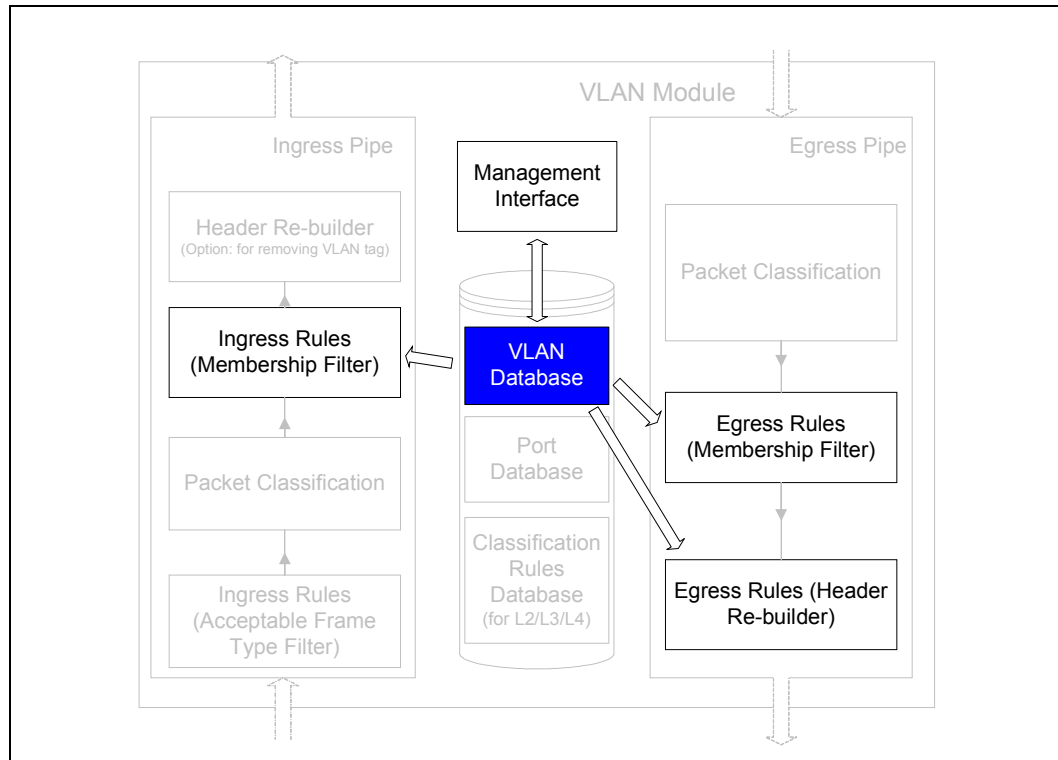 VLAN Module
Ingress Pipe
Header Re-builder
(Option: for removing VLAN tag)
Ingress Rules
(Membership Filter)
Packet Classification
Ingress Rules
(Acceptable Frame
Type Filter)
Management
Interface
VLAN
Database
Port
Database
Classification
Rules
Database
(for L2/L3/L4)
Egress Pipe
Packet Classification
Egress Rules
(Membership Filter)
Egress Rules (Header
Re-builder)